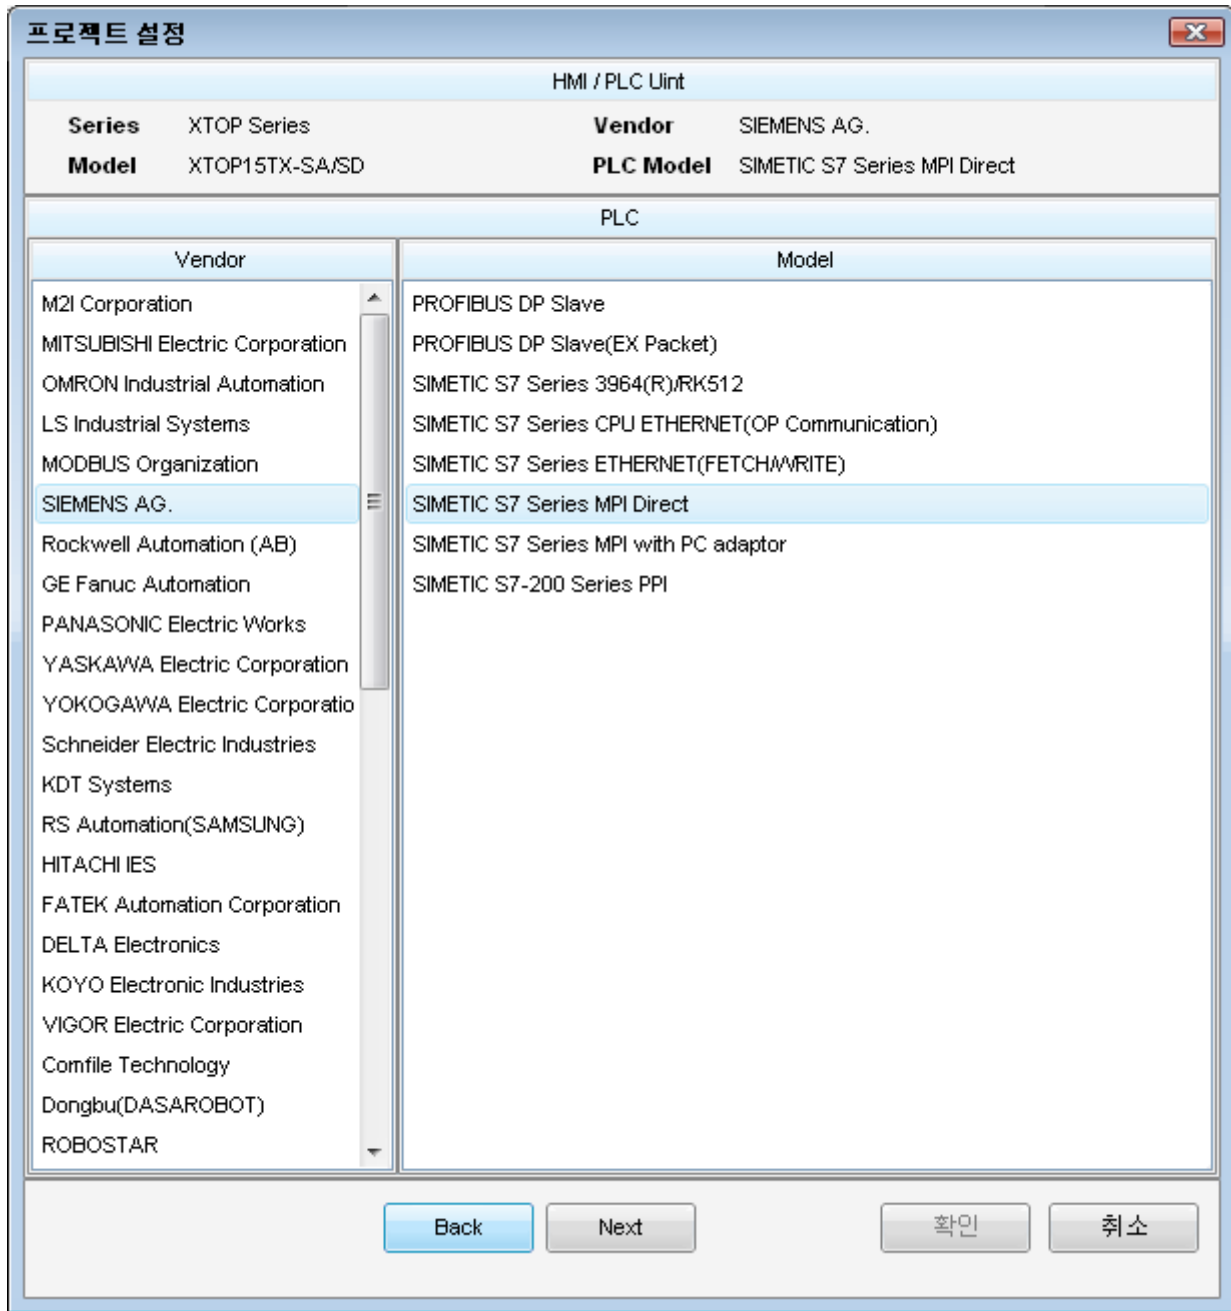 프로젝트 설정
HMI / PLC Uint
Series XTOP Series Vendor SIEMENS AG.
Model XTOP15TX-SA/SD PLC Model SIMETIC S7 Series MPI Direct
PLC
Vendor Model
M2I Corporation
MITSUBISHI Electric Corporation
OMRON Industrial Automation
LS Industrial Systems
MODBUS Organization
SIEMENS AG.
Rockwell Automation (AB)
GE Fanuc Automation
PANASONIC Electric Works
YASKAWA Electric Corporation
YOKOGAWA Electric Corporatio
Schneider Electric Industries
KDT Systems
RS Automation(SAMSUNG)
HITACHI IES
FATEK Automation Corporation
DELTA Electronics
KOYO Electronic Industries
VIGOR Electric Corporation
Comfile Technology
Dongbu(DASAROBOT)
ROBOSTAR
PROFIBUS DP Slave
PROFIBUS DP Slave(EX Packet)
SIMETIC S7 Series 3964(R)/RK512
SIMETIC S7 Series CPU ETHERNET(OP Communication)
SIMETIC S7 Series ETHERNET(FETCH/WRITE)
SIMETIC S7 Series MPI Direct
SIMETIC S7 Series MPI with PC adaptor
SIMETIC S7-200 Series PPI
Back Next 확인 취소